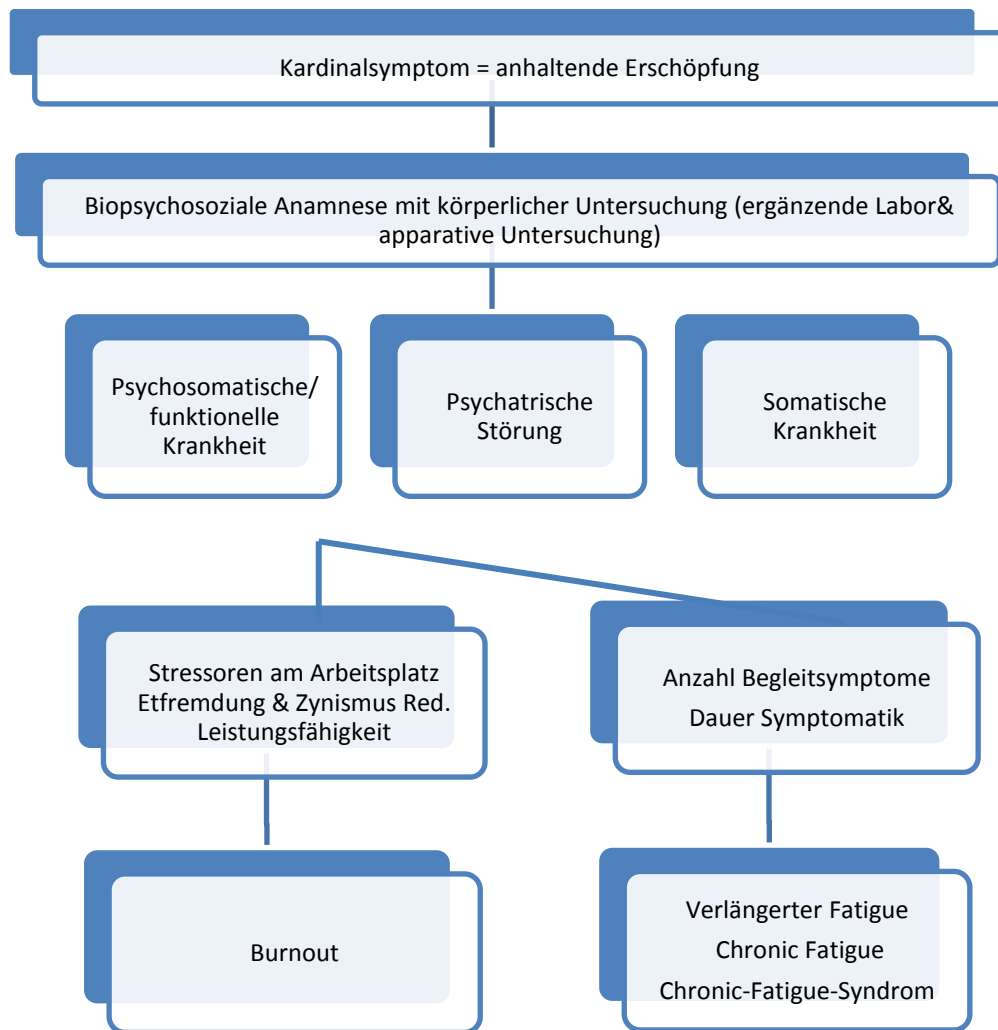 Kardinalsymptom = anhaltende Erschöpfung
Biopsychosoziale Anamnese mit körperlicher Untersuchung (ergänzende Labor&
apparative Untersuchung)
Psychosomatische/
funktionelle
Krankheit
Psychatrische
Störung
Somatische
Krankheit
Stressoren am Arbeitsplatz
Etfremdung & Zynismus Red.
Leistungsfähigkeit
Anzahl Begleitsymptome
Dauer Symptomatik
Burnout
Verlängerter Fatigue
Chronic Fatigue
Chronic-Fatigue-Syndrom